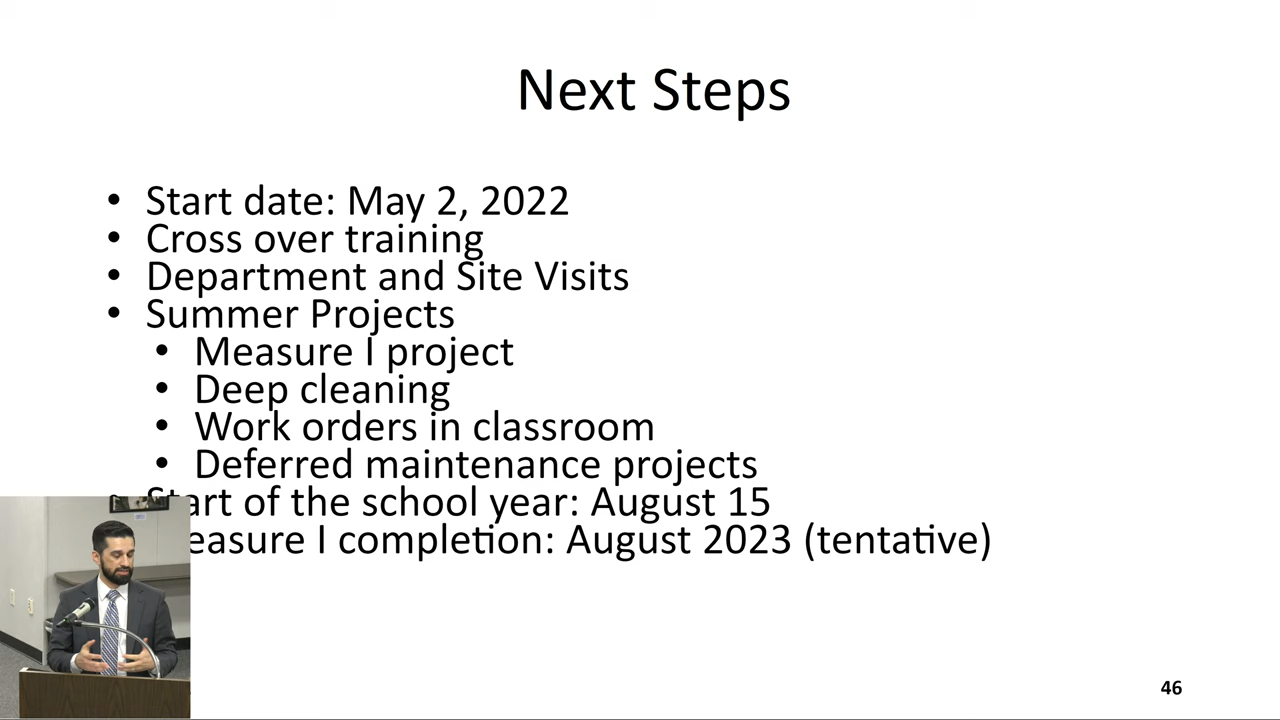 Next Steps
• Start date: May 2, 2022
• Cross over training
• Department and Site Visits
• Summer Projects
• Measure I project
• Deep cleaning
• Work orders in classroom
• Deferred maintenance projects
Start of the school year: August 15
Measure I completion: August 2023 (tentative)
46